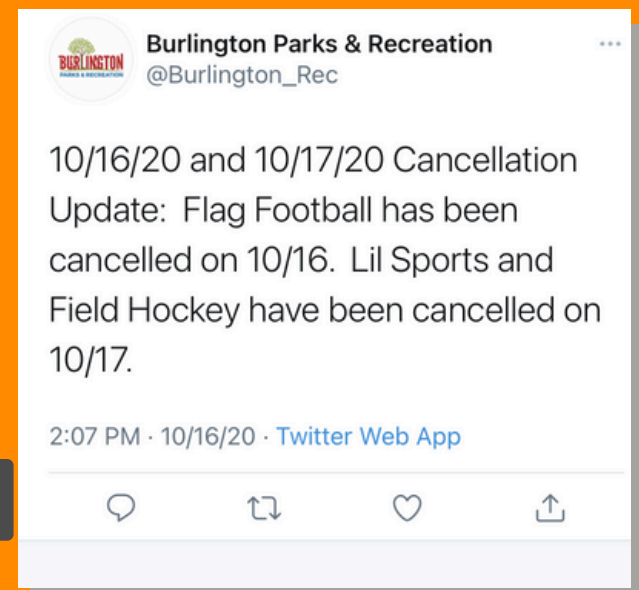 BURLINGTON
PARKS & RECREATION
Burlington Parks & Recreation
@Burlington_Rec
10/16/20 and 10/17/20 Cancellation
Update:  Flag Football has been
cancelled on 10/16.  Lil Sports and
Field Hockey have been cancelled on
10/17.
2:07 PM · 10/16/20 · Twitter Web App